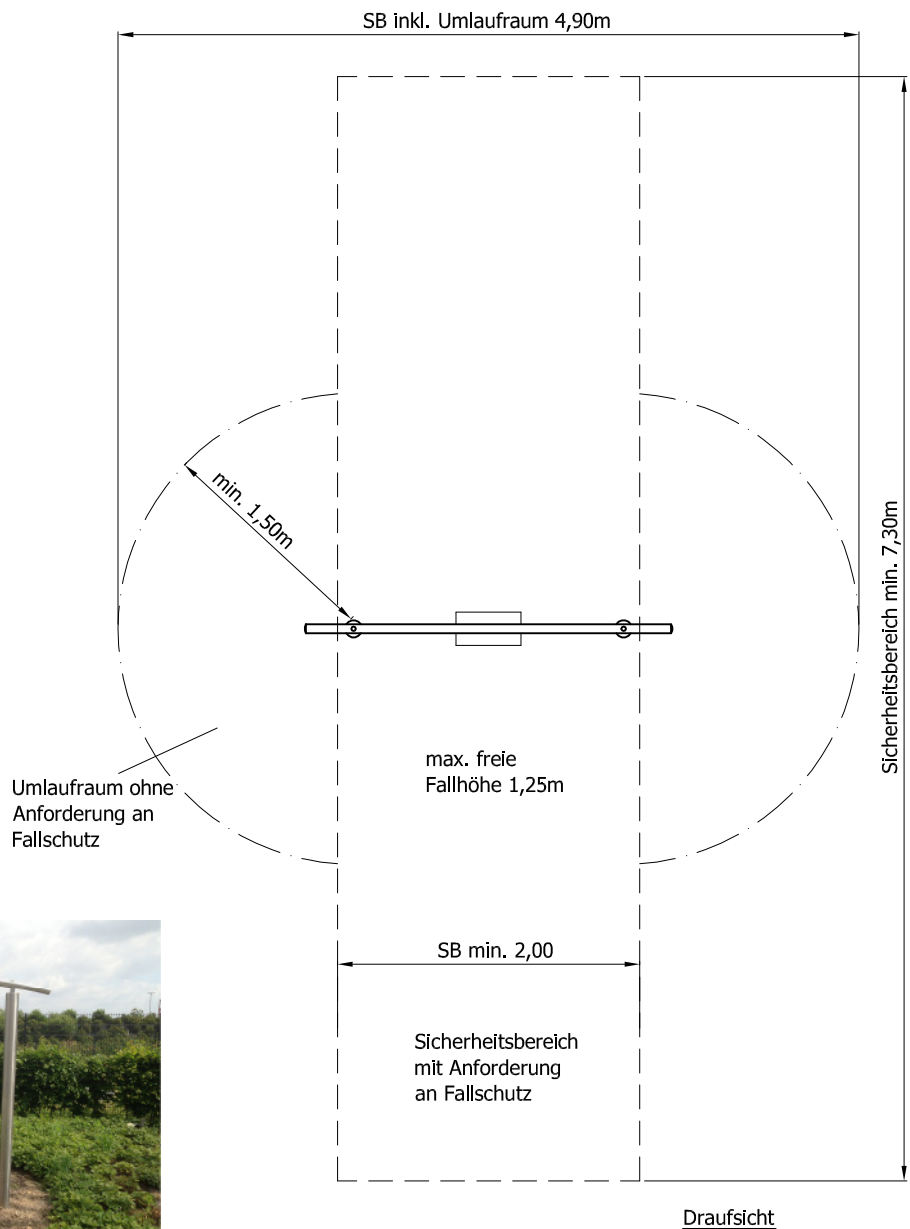 SB inkl. Umlaufraum 4,90m
min. 1,50m
Sicherheitsbereich min. 7,30m
max. freie
Fallhöhe 1,25m
Umlaufraum ohne
Anforderung an
Fallschutz
SB min. 2,00
Sicherheitsbereich
mit Anforderung
an Fallschutz
Draufsicht